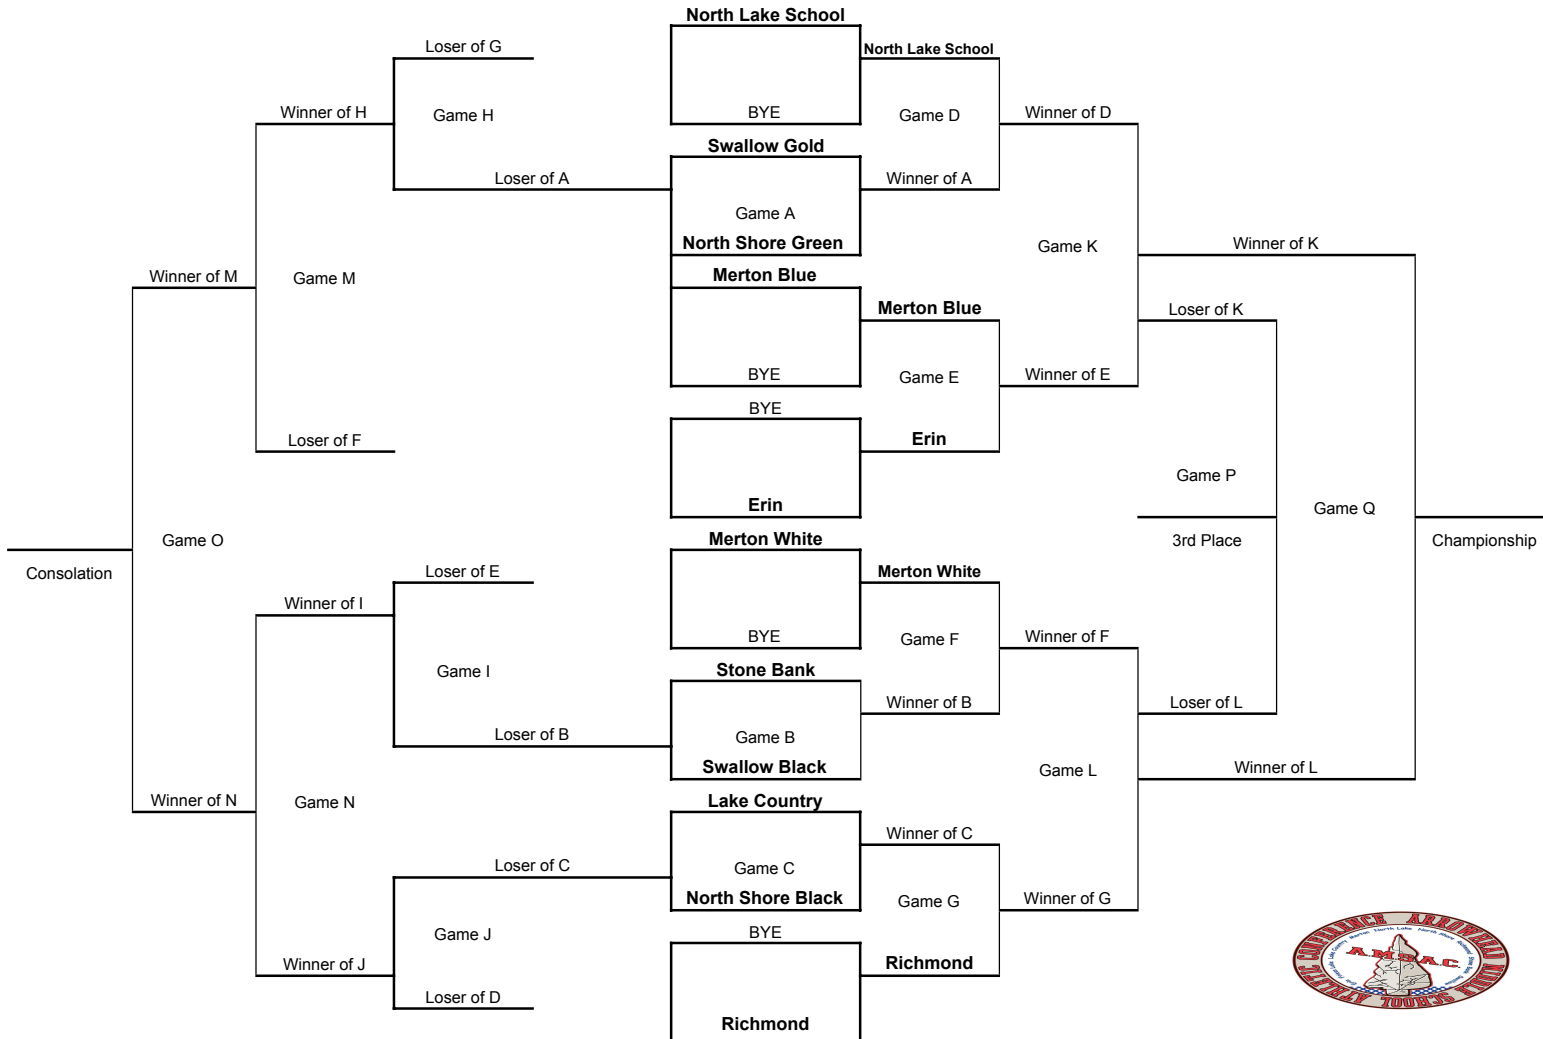 North Lake School
Loser of G
North Lake School
Winner of H
Game H
BYE
Game D
Winner of D
Swallow Gold
Loser of A
Winner of A
Game A
North Shore Green
Game K
Winner of K
Winner of M
Game M
Merton Blue
Merton Blue
Loser of K
BYE
Game E
Winner of E
BYE
Loser of F
Erin
Game P
Erin
Game Q
Game O
Merton White
3rd Place
Championship
Consolation
Loser of E
Merton White
Winner of I
BYE
Game F
Winner of F
Game I
Stone Bank
Loser of B
Winner of B
Loser of L
Game B
Swallow Black
Game L
Winner of L
Winner of N
Game N
Lake Country
Winner of C
Loser of C
Game C
North Shore Black
Game G
Winner of G
Game J
BYE
Winner of J
Richmond
Loser of D
Richmond
ARROWHEAD MIDDLE SCHOOL ATHLETIC CONFERENCE
A.M.S.A.C.